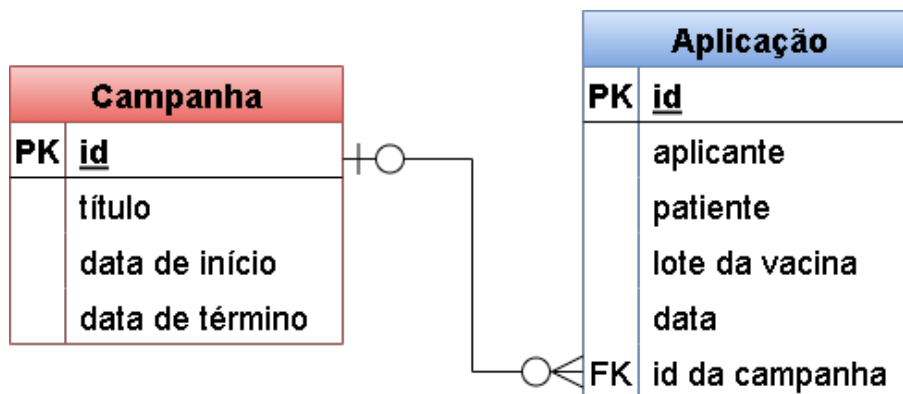 Campanha
PK id
título
data de início
data de término
Aplicação
PK id
aplicante
patiente
lote da vacina
data
FK id da campanha